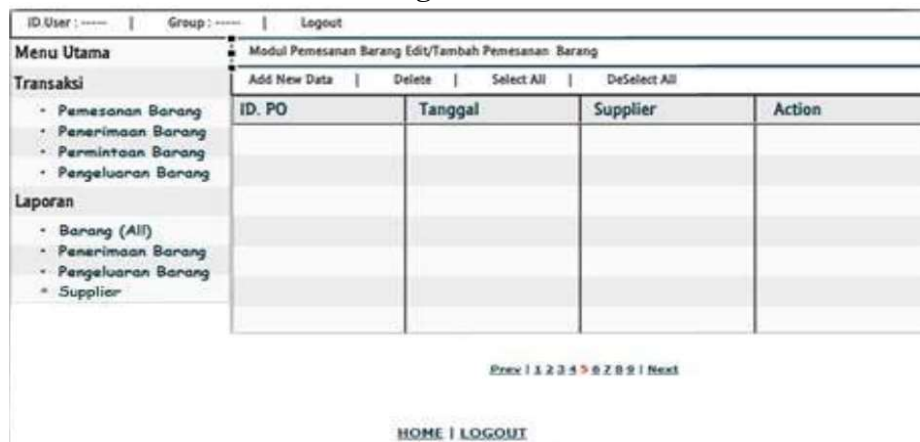 ID.User : ----- | Group : ----- | Logout
Menu Utama
Modul Pemesanan Barang Edit/Tambah Pemesanan Barang
Transaksi
Add New Data | Delete | Select All | DeSelect All
• Pemesanan Barang
• Penerimaan Barang
• Permintaan Barang
• Pengeluaran Barang
ID. PO Tanggal Supplier Action
Laporan
• Barang (All)
• Penerimaan Barang
• Pengeluaran Barang
• Supplier
Prev | 1 2 3 4 5 6 7 8 9 | Next
HOME | LOGOUT